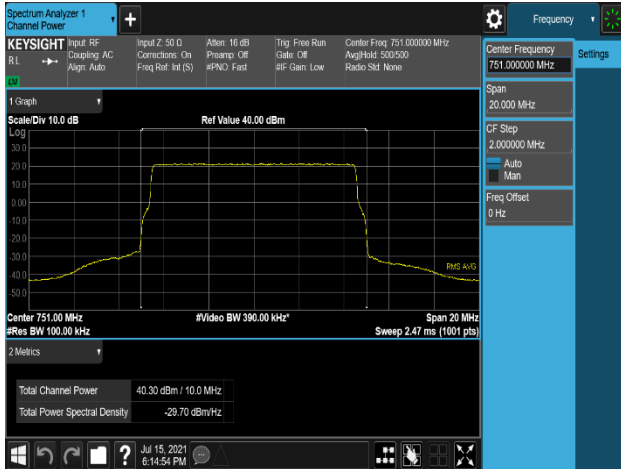 Spectrum Analyzer 1
Channel Power
+
Frequency
KEYSIGHT
R L
LW
Input: RF
Coupling: AC
Align: Auto
Input Z: 50 Ω
Corrections: On
Freq Ref: Int (S)
Atten: 16 dB
Preamp: Off
#PNO: Fast
Trig: Free Run
Gate: Off
#IF Gain: Low
Center Freq: 751.000000 MHz
Avg|Hold: 500/500
Radio Std: None
Center Frequency
751.000000 MHz
Settings
Span
20.000 MHz
CF Step
2.000000 MHz
Auto
Man
Freq Offset
0 Hz
1 Graph
Scale/Div 10.0 dB
Ref Value 40.00 dBm
Log
30.0
20.0
10.0
0.00
-10.0
-20.0
-30.0
-40.0
-50.0
RMS AVG
Center 751.00 MHz
#Video BW 390.00 kHz*
Span 20 MHz
#Res BW 100.00 kHz
Sweep 2.47 ms (1001 pts)
2 Metrics
Total Channel Power
40.30 dBm / 10.0 MHz
Total Power Spectral Density
-29.70 dBm/Hz
?
Jul 15, 2021
6:14:54 PM